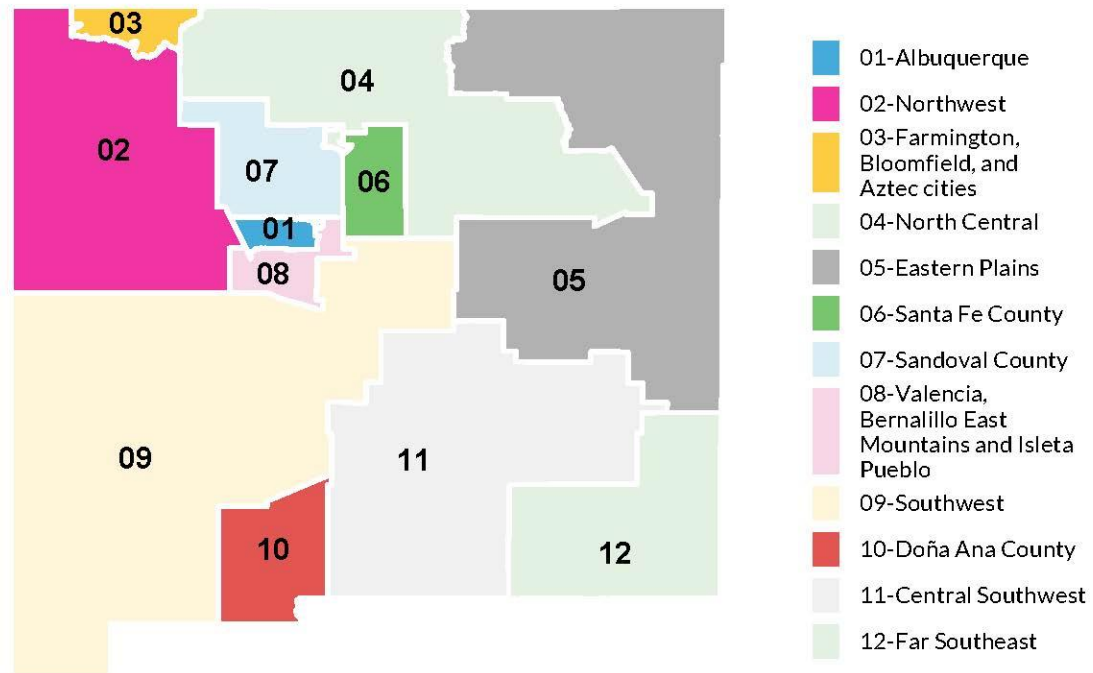 03
04
02
07
06
01
08
05
09
11
10
12
01-Albuquerque
02-Northwest
03-Farmington,
Bloomfield, and
Aztec cities
04-North Central
05-Eastern Plains
06-Santa Fe County
07-Sandoval County
08-Valencia,
Bernalillo East
Mountains and Isleta
Pueblo
09-Southwest
10-Doña Ana County
11-Central Southwest
12-Far Southeast